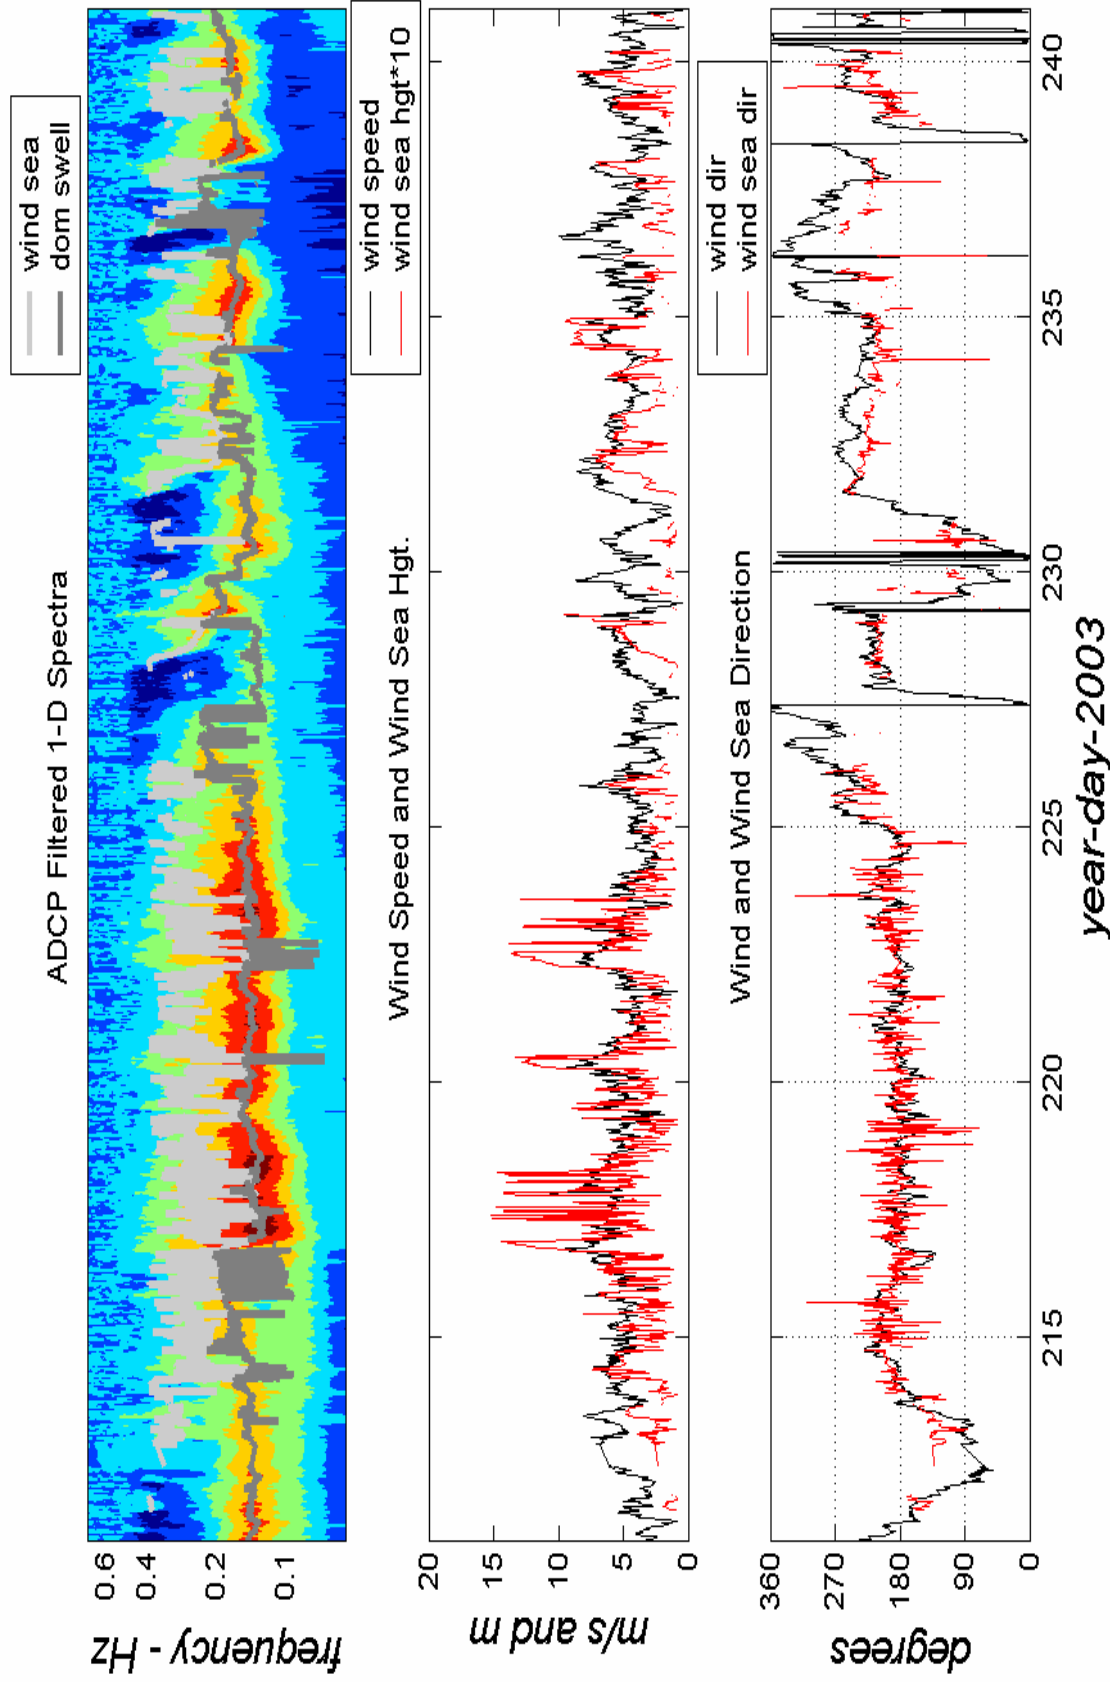 ADCP Filtered 1-D Spectra
wind sea
dom swell
0.6
0.4
0.2
0.1
frequency - Hz
Wind Speed and Wind Sea Hgt.
wind speed
wind sea hgt*10
20
15
10
5
0
m/s and m
Wind and Wind Sea Direction
wind dir
wind sea dir
360
270
180
90
0
degrees
215
220
225
230
235
240
year-day-2003